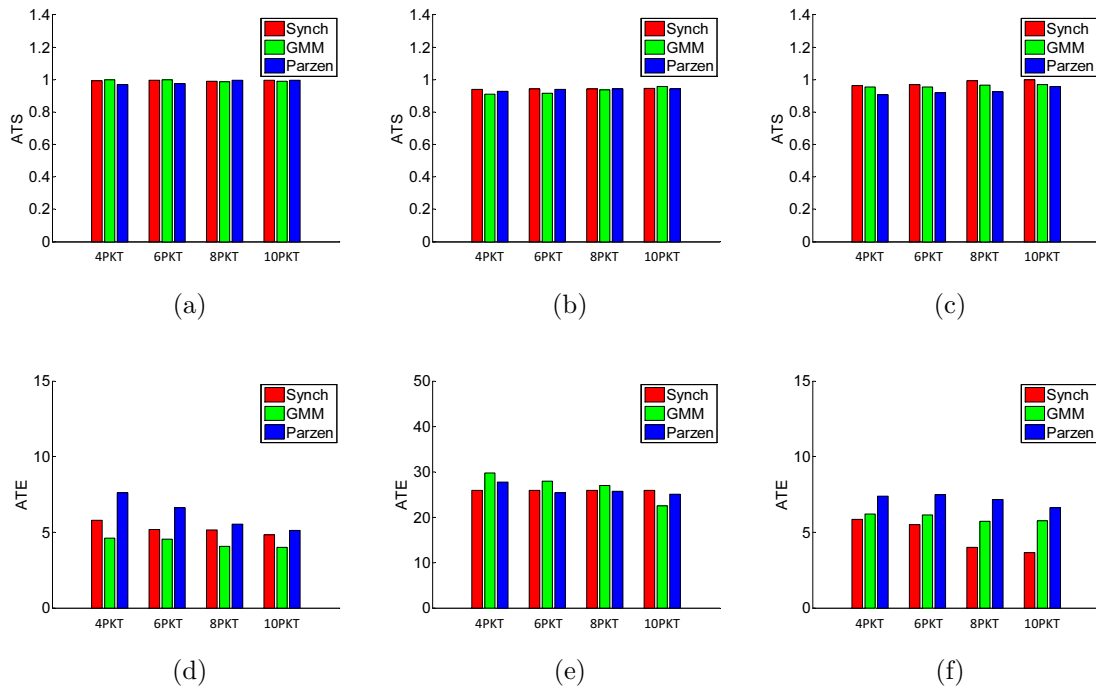 1.4
1.2
1
0.8
0.6
0.4
0.2
0
ATS
4PKT 6PKT 8PKT 10PKT
Synch
GMM
Parzen
(a)
1.4
1.2
1
0.8
0.6
0.4
0.2
0
ATS
4PKT 6PKT 8PKT 10PKT
Synch
GMM
Parzen
(b)
1.4
1.2
1
0.8
0.6
0.4
0.2
0
ATS
4PKT 6PKT 8PKT 10PKT
Synch
GMM
Parzen
(c)
15
10
5
0
ATE
4PKT 6PKT 8PKT 10PKT
Synch
GMM
Parzen
(d)
50
40
30
20
10
0
ATE
4PKT 6PKT 8PKT 10PKT
Synch
GMM
Parzen
(e)
15
10
5
0
ATE
4PKT 6PKT 8PKT 10PKT
Synch
GMM
Parzen
(f)